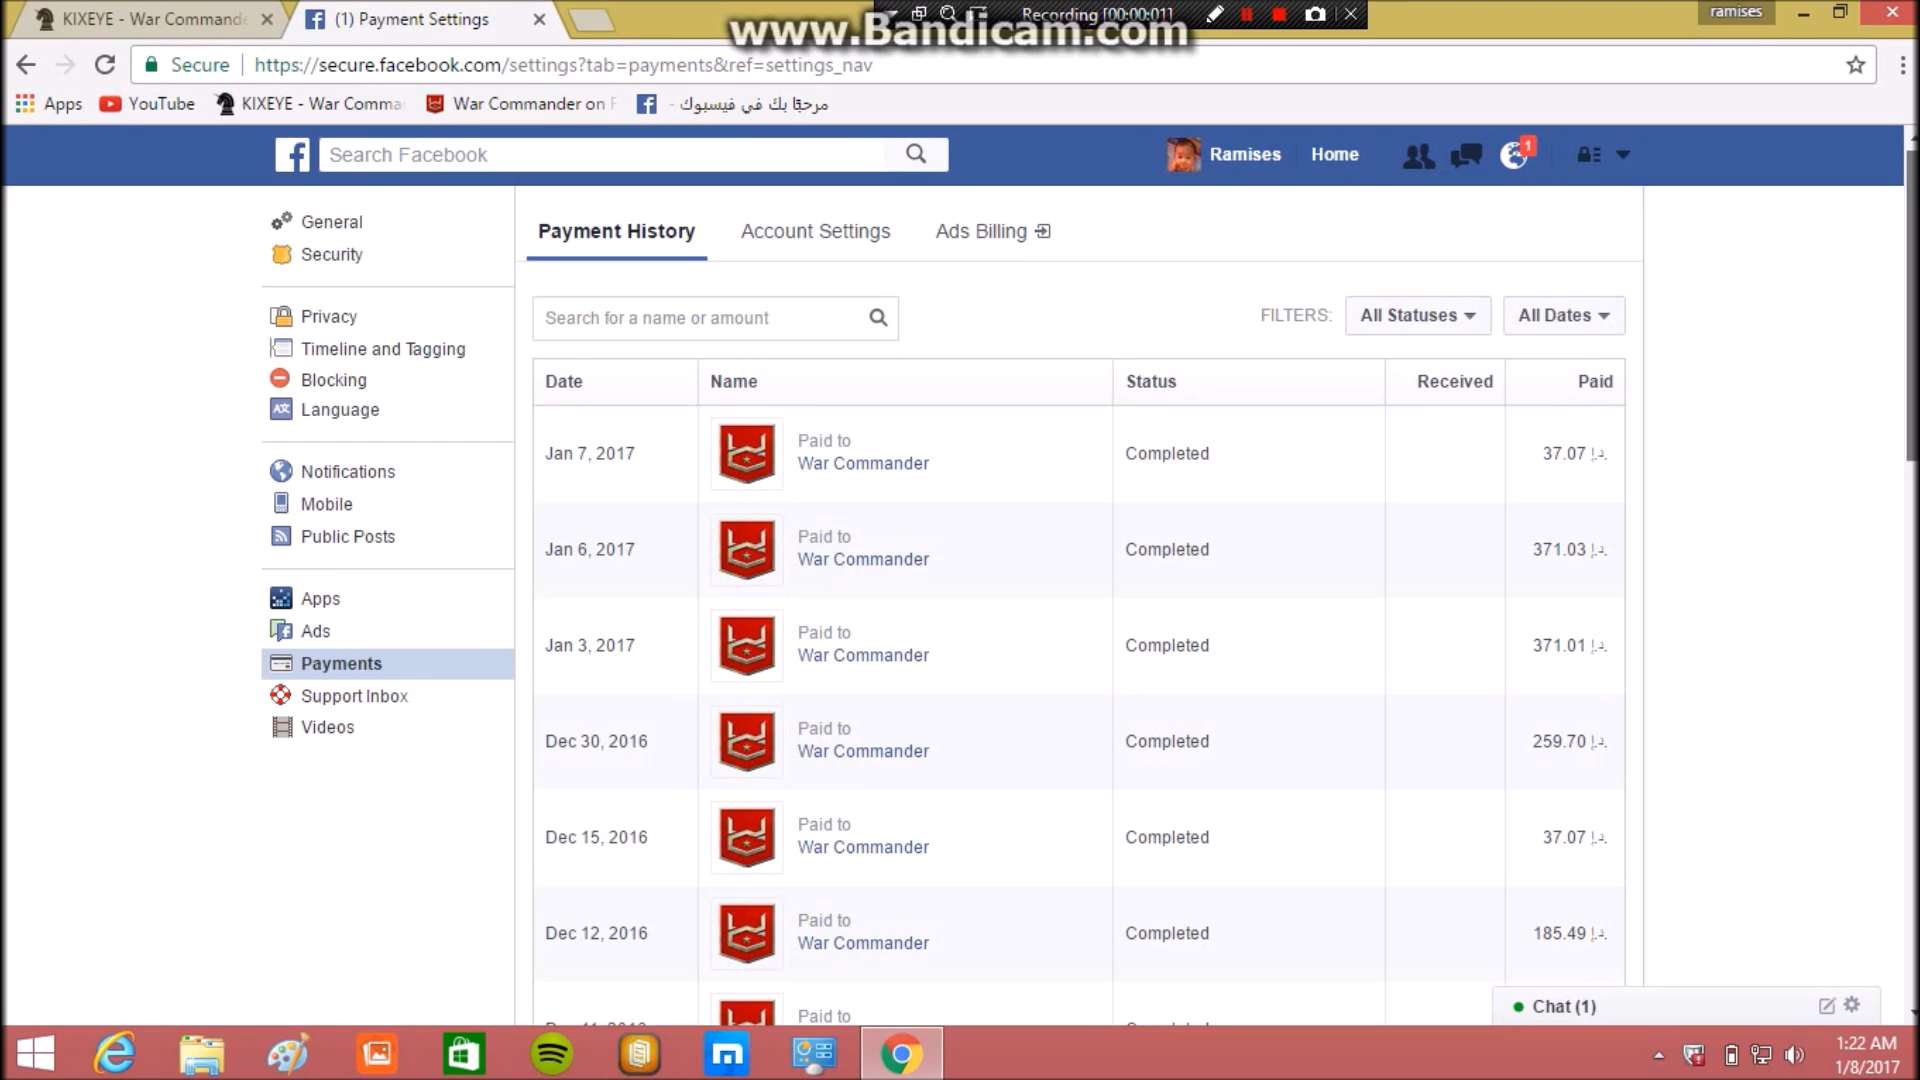 KIXEYE - War Commande
(1) Payment Settings
Recording [00:00:01]
www.Bandicam.com
ramises
Secure
https://secure.facebook.com/settings?tab=payments&ref=settings_nav
Apps
YouTube
KIXEYE - War Comma
War Commander on F
مرحبًا بك في فيسبوك -
Search Facebook
Ramises
Home
1
General
Security
Privacy
Timeline and Tagging
Blocking
Language
Notifications
Mobile
Public Posts
Apps
Ads
Payments
Support Inbox
Videos
Payment History
Account Settings
Ads Billing
Search for a name or amount
FILTERS:
All Statuses
All Dates
Date
Name
Status
Received
Paid
Jan 7, 2017
Paid to
War Commander
Completed
37.07 د.إ.
Jan 6, 2017
Paid to
War Commander
Completed
371.03 د.إ.
Jan 3, 2017
Paid to
War Commander
Completed
371.01 د.إ.
Dec 30, 2016
Paid to
War Commander
Completed
259.70 د.إ.
Dec 15, 2016
Paid to
War Commander
Completed
37.07 د.إ.
Dec 12, 2016
Paid to
War Commander
Completed
185.49 د.إ.
Paid to
Chat (1)
1:22 AM
1/8/2017